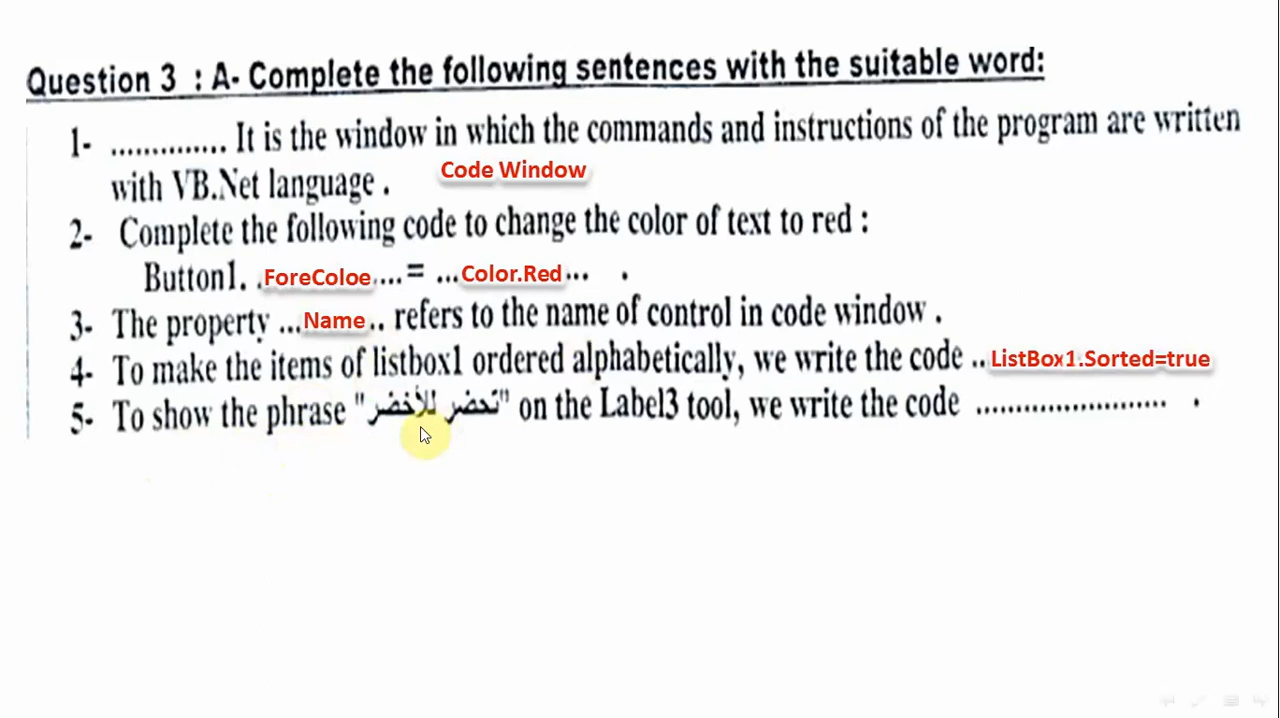 Question 3 : A- Complete the following sentences with the suitable word:
1- .............. It is the window in which the commands and instructions of the program are written
with VB.Net language .
Code Window
2- Complete the following code to change the color of text to red :
Button1. .ForeColoe....= ...Color.Red... .
3- The property ...Name.. refers to the name of control in code window .
4- To make the items of listbox1 ordered alphabetically, we write the code ..ListBox1.Sorted=true
5- To show the phrase "تحضر للأخضر" on the Label3 tool, we write the code ....................... .